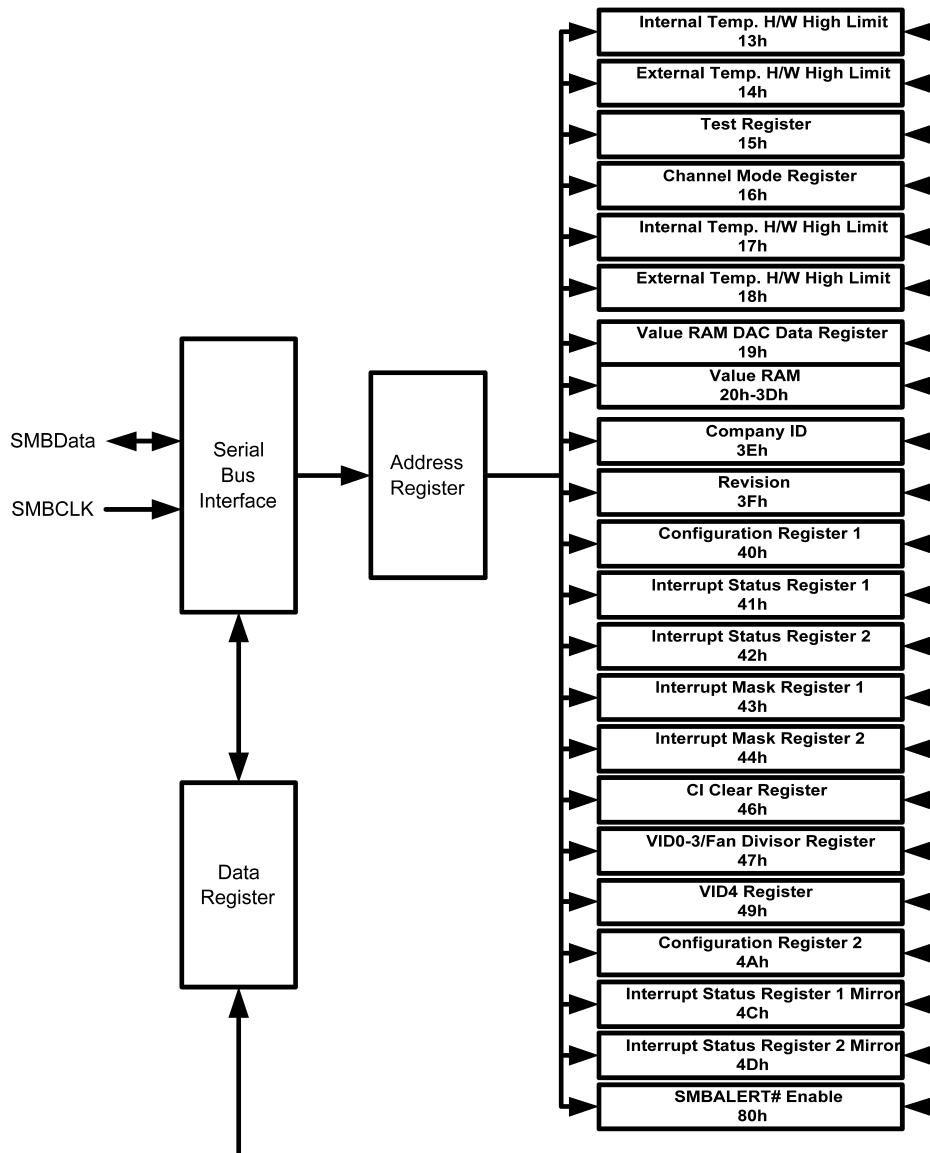 SMBData
SMBCLK
Serial
Bus
Interface
Address
Register
Data
Register
Internal Temp. H/W High Limit
13h
External Temp. H/W High Limit
14h
Test Register
15h
Channel Mode Register
16h
Internal Temp. H/W High Limit
17h
External Temp. H/W High Limit
18h
Value RAM DAC Data Register
19h
Value RAM
20h-3Dh
Company ID
3Eh
Revision
3Fh
Configuration Register 1
40h
Interrupt Status Register 1
41h
Interrupt Status Register 2
42h
Interrupt Mask Register 1
43h
Interrupt Mask Register 2
44h
CI Clear Register
46h
VID0-3/Fan Divisor Register
47h
VID4 Register
49h
Configuration Register 2
4Ah
Interrupt Status Register 1 Mirror
4Ch
Interrupt Status Register 2 Mirror
4Dh
SMBALERT# Enable
80h